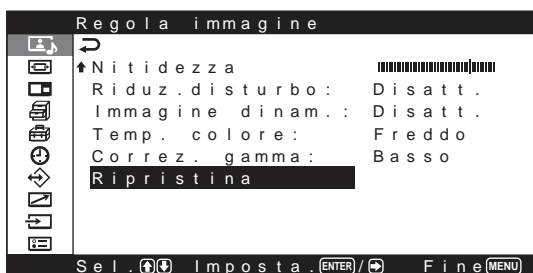 Regola immagine
Nitidezza
Riduz.disturbo: Disatt.
Immagine dinam.: Disatt.
Temp. colore: Freddo
Correz. gamma: Basso
Ripristina
Sel. Imposta. ENTER / Fine MENU